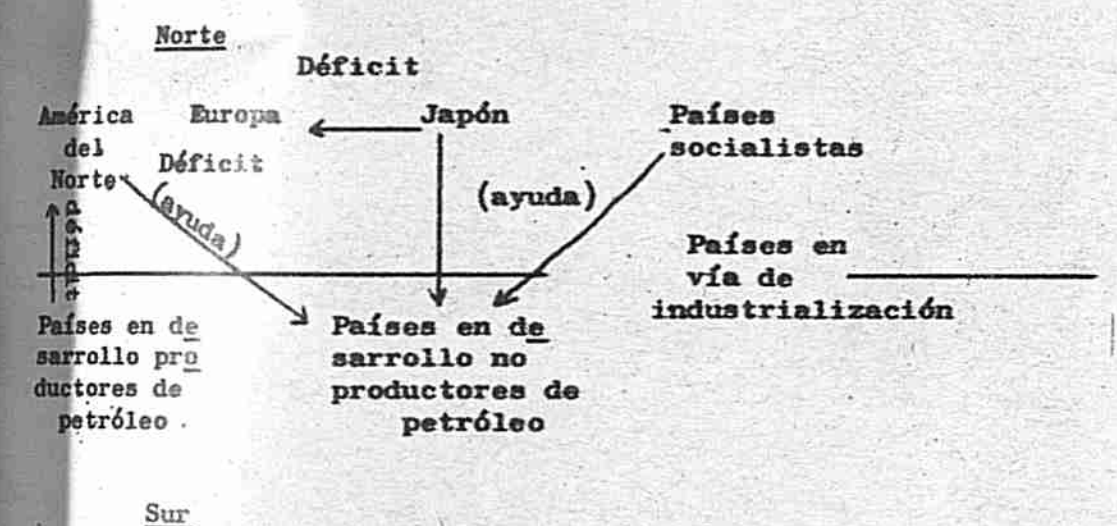 Norte
Déficit
América
del
Norte
Europa
Déficit
Japón
Países
socialistas
(ayuda)
(ayuda)
déficit
Países en
vía de
industrialización
Países en de
sarrollo pro
ductores de
petróleo.
Países en de
sarrollo no
productores de
petróleo
Sur